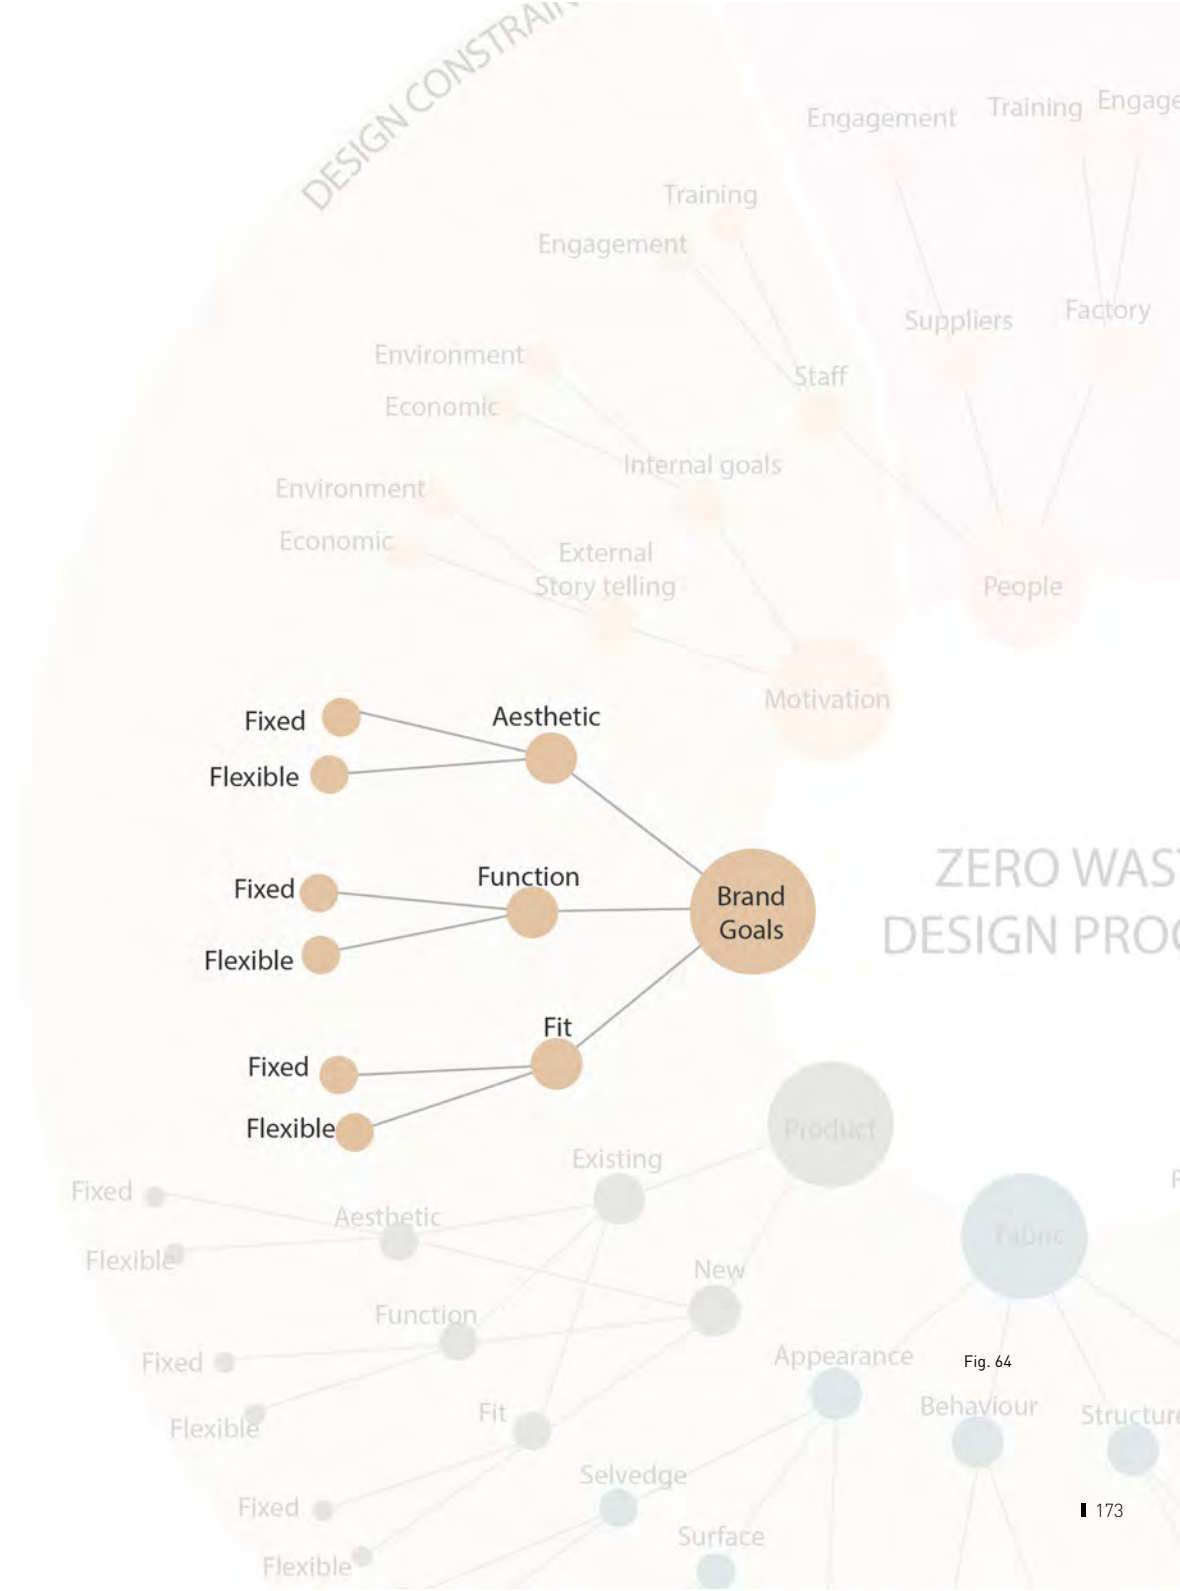 DESIGN CONSTRAIN
Engagement
Training
Engage
Training
Engagement
Suppliers
Factory
Environment
Staff
Economic
Internal goals
Environment
Economic
External
Story telling
People
Motivation
Fixed
Aesthetic
Flexible
ZERO WAS
DESIGN PRO
Fixed
Function
Flexible
Brand
Goals
Fit
Fixed
Flexible
Product
Existing
Fixed
Aesthetic
Flexible
Fabric
New
Function
Fixed
Appearance
Fig. 64
Flexible
Fit
Behaviour
Structure
Selvedge
Fixed
173
Surface
Flexible